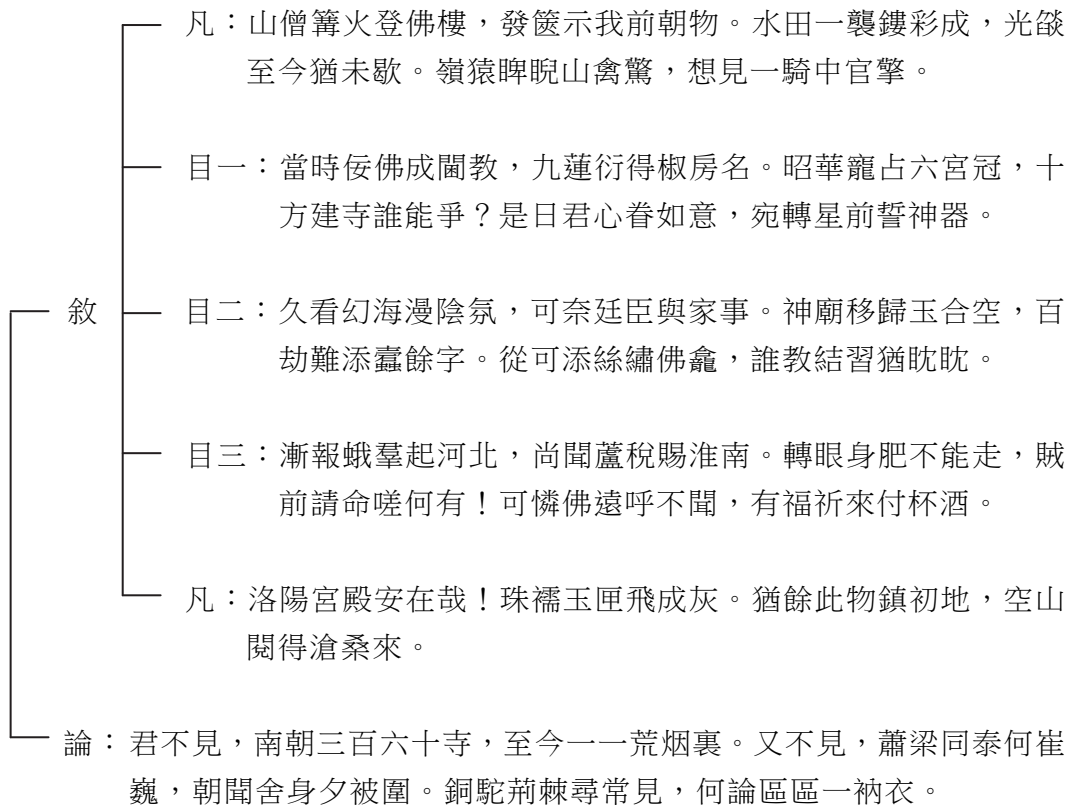 凡：山僧篝火登佛樓，發篋示我前朝物。水田一襲鏤彩成，光燄
至今猶未歇。嶺猿睥睨山禽驚，想見一騎中官擎。
目一：當時佞佛成閫教，九蓮衍得椒房名。昭華寵占六宮冠，十
方建寺誰能爭？是日君心眷如意，宛轉星前誓神器。
敘
目二：久看幻海漫陰氛，可奈廷臣與家事。神廟移歸玉合空，百
劫難添蠹餘字。從可添絲繡佛龕，誰教結習猶眈眈。
目三：漸報蛾羣起河北，尚聞蘆稅賜淮南。轉眼身肥不能走，賊
前請命嗟何有！可憐佛遠呼不聞，有福祈來付杯酒。
凡：洛陽宮殿安在哉！珠襦玉匣飛成灰。猶餘此物鎮初地，空山
閱得滄桑來。
論：君不見，南朝三百六十寺，至今一一荒烟裏。又不見，蕭梁同泰何崔
巍，朝聞舍身夕被圍。銅駝荊棘尋常見，何論區區一衲衣。